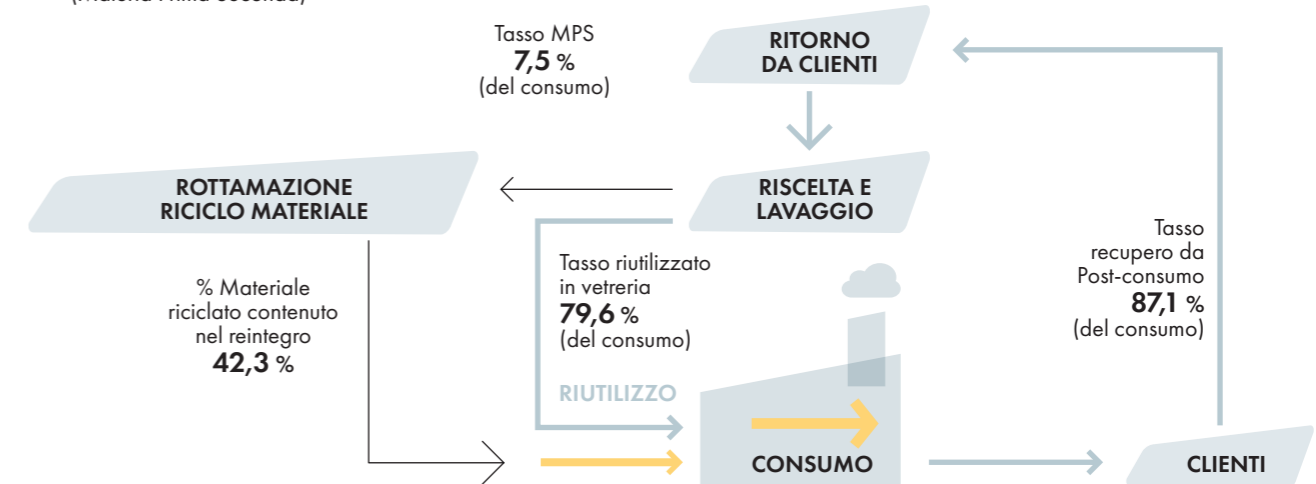 Tasso MPS
7,5 %
(del consumo)
RITORNO
DA CLIENTI
ROTTAMAZIONE
RICICLO MATERIALE
RISCELTA E
LAVAGGIO
% Materiale
riciclato contenuto
nel reintegro
42,3 %
Tasso riutilizzato
in vetreria
79,6 %
(del consumo)
RIUTILIZZO
Tasso
recupero da
Post-consumo
87,1 %
(del consumo)
CONSUMO
CLIENTI